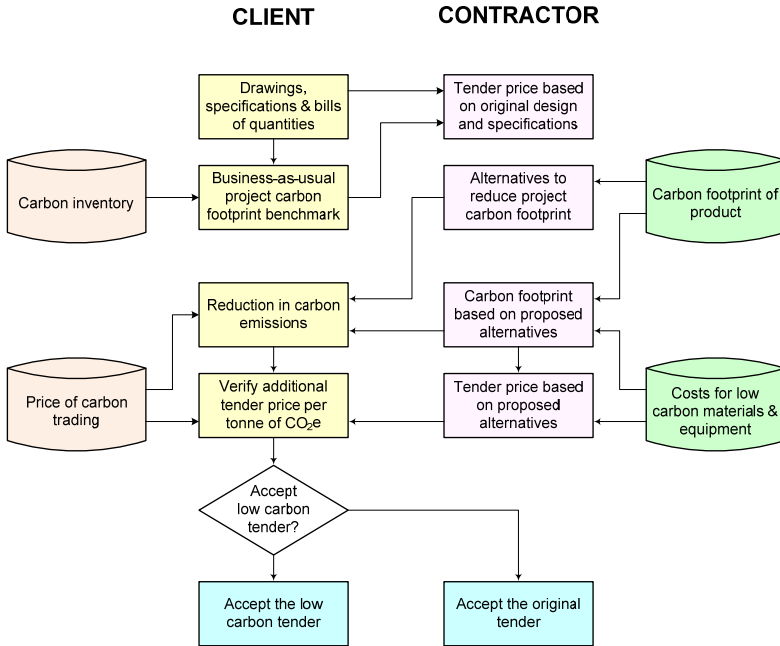 CLIENT
CONTRACTOR
Drawings,
specifications & bills
of quantities
Tender price based
on original design
and specifications
Carbon inventory
Business-as-usual
project carbon
footprint benchmark
Alternatives to
reduce project
carbon footprint
Carbon footprint of
product
Reduction in carbon
emissions
Carbon footprint
based on proposed
alternatives
Price of carbon
trading
Verify additional
tender price per
tonne of CO₂e
Tender price based
on proposed
alternatives
Costs for low
carbon materials &
equipment
Accept
low carbon
tender?
Accept the low
carbon tender
Accept the original
tender